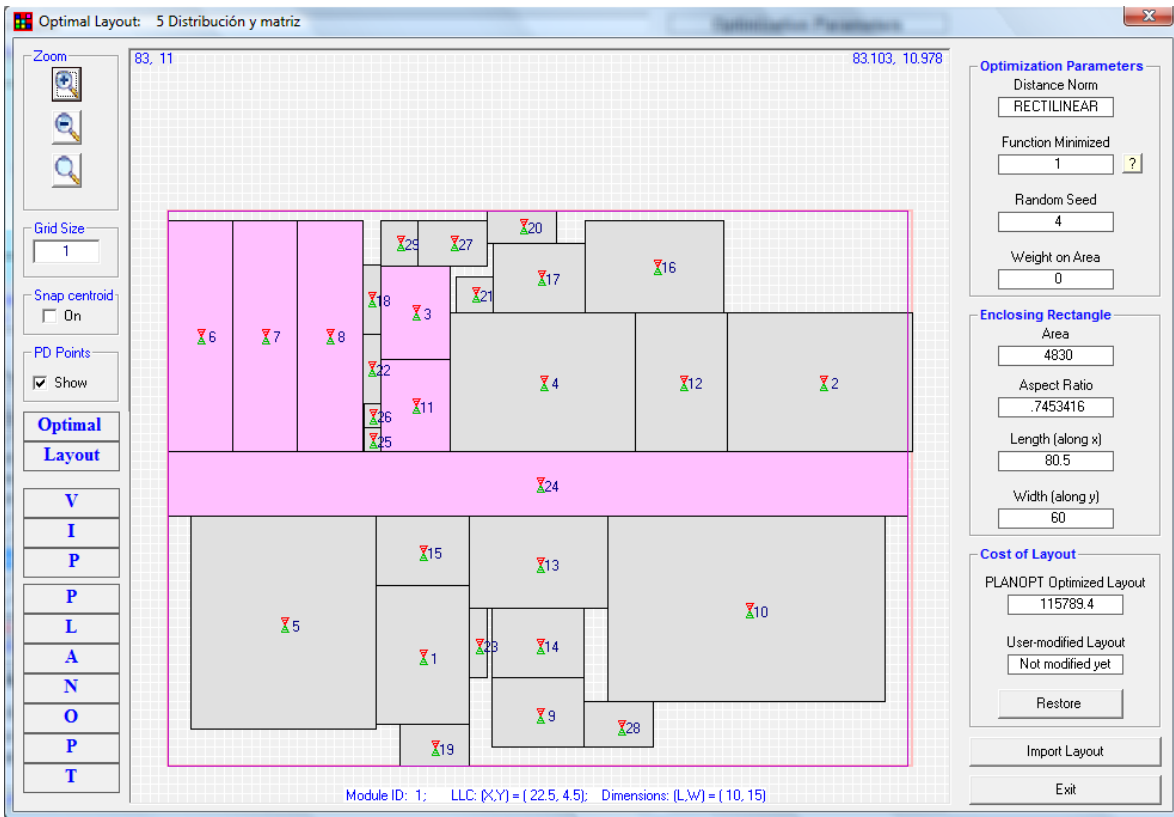 Optimal Layout: 5 Distribución y matriz
Zoom
Grid Size
1
Snap centroid
On
PD Points
Show
Optimal
Layout
V
I
P
P
L
A
N
O
P
T
83, 11
83.103, 10.978
20
29
27
17
16
21
18
3
6
7
8
22
4
12
2
26
11
25
24
15
13
5
10
23
14
1
9
28
19
Module ID: 1; LLC: (X,Y) = ( 22.5, 4.5); Dimensions: (L,W) = ( 10, 15)
Optimization Parameters
Distance Norm
RECTILINEAR
Function Minimized
1
?
Random Seed
4
Weight on Area
0
Enclosing Rectangle
Area
4830
Aspect Ratio
.7453416
Length (along x)
80.5
Width (along y)
60
Cost of Layout
PLANOPT Optimized Layout
115789.4
User-modified Layout
Not modified yet
Restore
Import Layout
Exit